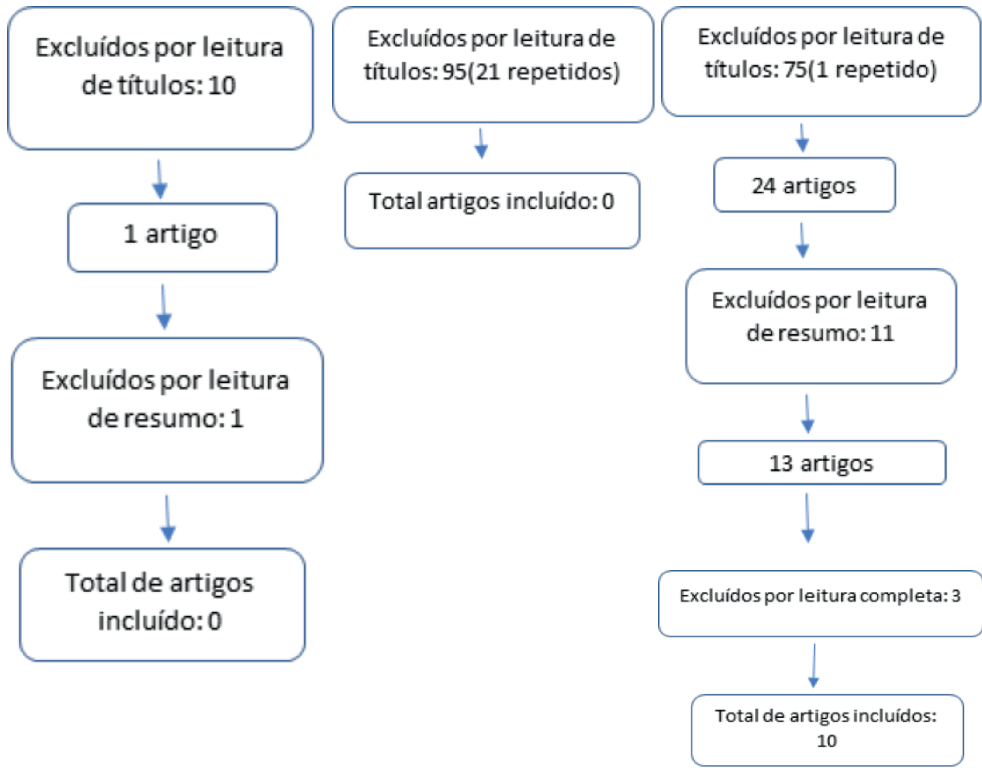 Excluídos por leitura
de títulos: 10
1 artigo
Excluídos por leitura
de resumo: 1
Total de artigos
incluído: 0
Excluídos por leitura de
títulos: 95(21 repetidos)
Total artigos incluído: 0
Excluídos por leitura de
títulos: 75(1 repetido)
24 artigos
Excluídos por leitura
de resumo: 11
13 artigos
Excluídos por leitura completa: 3
Total de artigos incluídos:
10